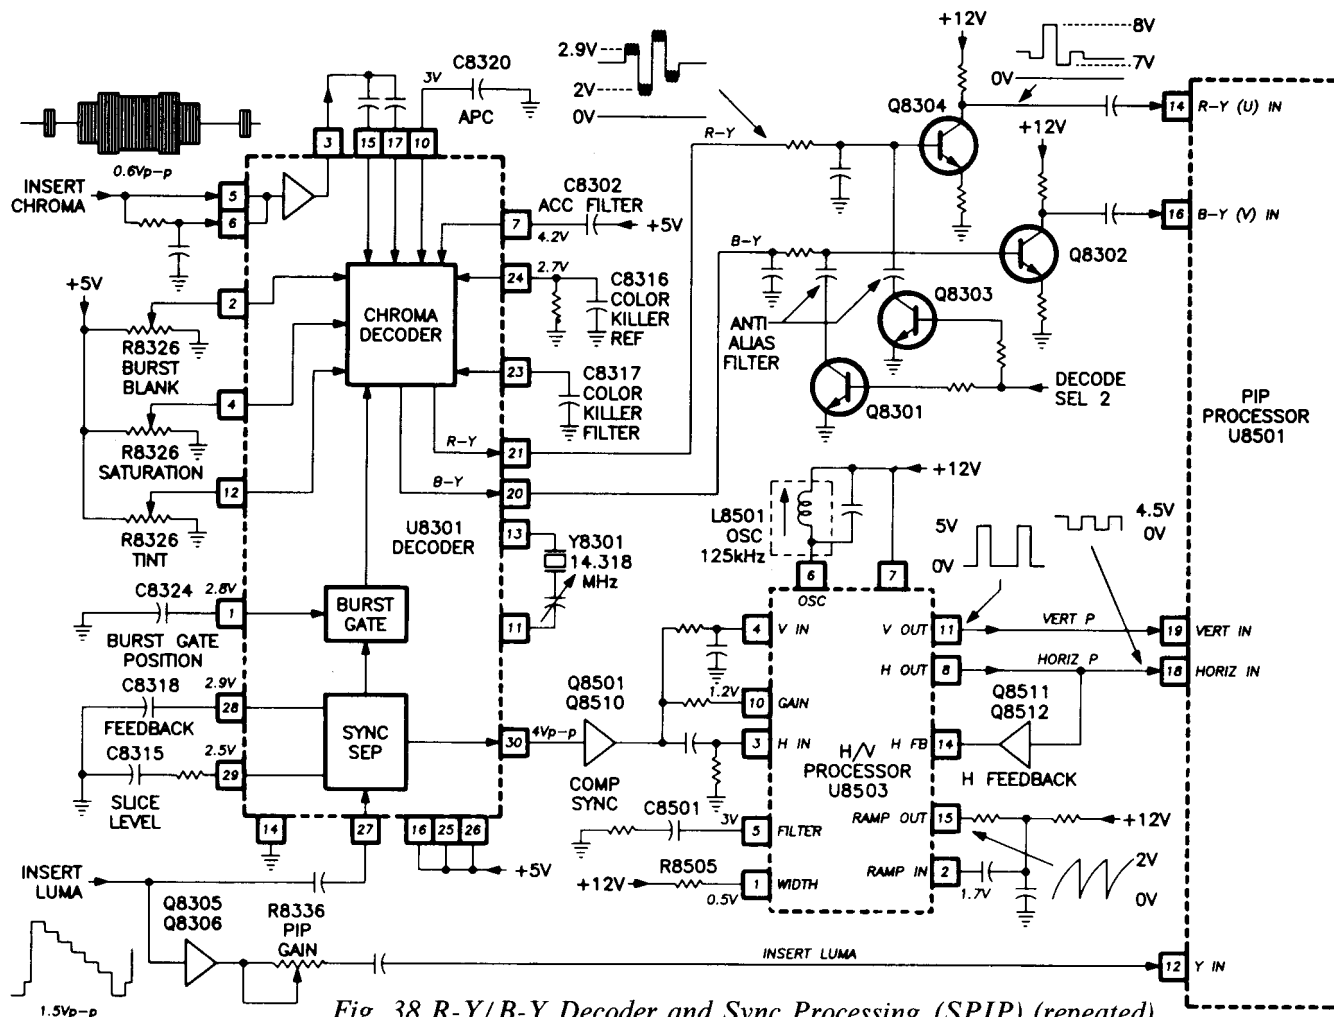 +12V
8V
7V
0V
2.9V
2V
0V
3V
C8320
APC
0.6Vp-p
INSERT
CHROMA
3
15
17
10
5
6
R-Y
Q8304
+12V
14
R-Y (U) IN
C8302
ACC FILTER
7
4.2V
+5V
B-Y
16
B-Y (V) IN
Q8302
+5V
2
R8326
BURST
BLANK
CHROMA
DECODER
24
2.7V
C8316
COLOR
KILLER
REF
ANTI
ALIAS
FILTER
Q8303
4
R8326
SATURATION
23
C8317
COLOR
KILLER
FILTER
Q8301
DECODE
SEL 2
PIP
PROCESSOR
U8501
R-Y
21
B-Y
20
12
R8326
TINT
U8301
DECODER
13
Y8301
14.318
MHz
11
+12V
L8501
OSC
125kHz
6
7
OSC
5V
0V
4.5V
0V
C8324
2.8V
1
BURST GATE
POSITION
BURST
GATE
4
V IN
V OUT
11
VERT P
19
VERT IN
H OUT
8
HORIZ P
18
HORIZ IN
C8318
2.9V
28
FEEDBACK
C8315
2.5V
29
SLICE
LEVEL
SYNC
SEP
30
4Vp-p
Q8501
Q8510
COMP
SYNC
1.2V
10
GAIN
3
H IN
H/V
PROCESSOR
U8503
H FB
14
Q8511
Q8512
H FEEDBACK
C8501
3V
5
FILTER
RAMP OUT
15
+12V
2V
0V
14
27
16
25
26
+5V
+12V
R8505
0.5V
1
WIDTH
RAMP IN
2
1.7V
INSERT
LUMA
Q8305
Q8306
R8336
PIP
GAIN
INSERT LUMA
12
Y IN
1.5Vp-p
Fig. 38 R-Y/B-Y Decoder and Sync Processing (SPIP) (repeated)